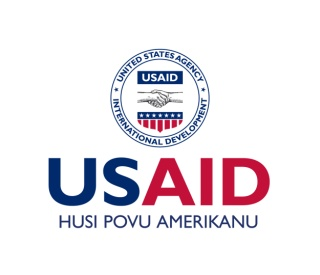 UNITED STATES AGENCY
USAID
INTERNATIONAL DEVELOPMENT
USAID
HUSI POVU AMERIKANU